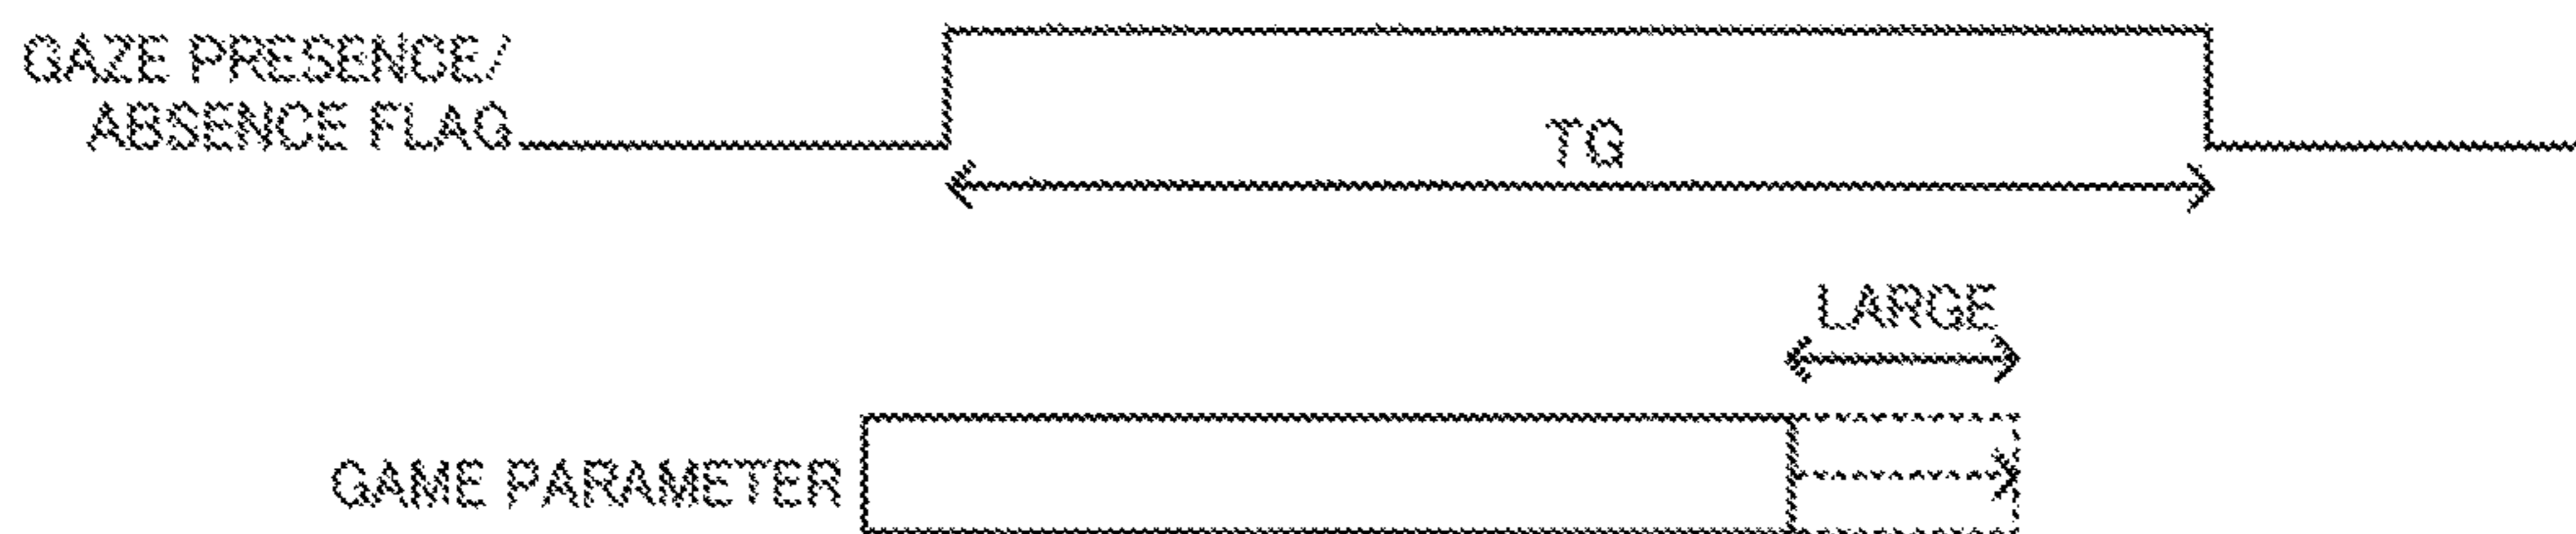 GAZE PRESENCE/
ABSENCE FLAG
TG
LARGE
GAME PARAMETER